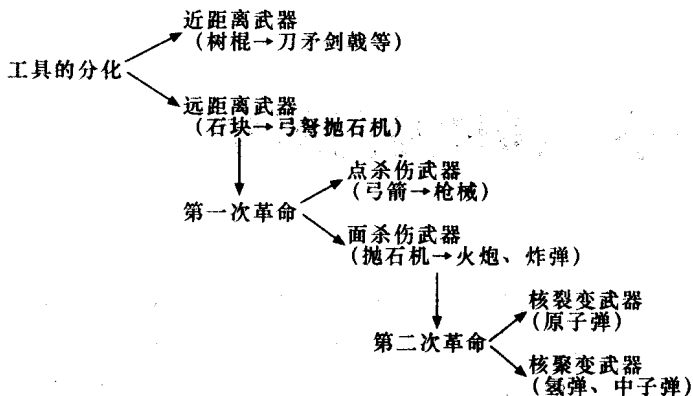 近距离武器
(树棍→刀矛剑戟等)
工具的分化
远距离武器
(石块→弓弩抛石机)
点杀伤武器
(弓箭→枪械)
第一次革命
面杀伤武器
(抛石机→火炮、炸弹)
核裂变武器
(原子弹)
第二次革命
核聚变武器
(氢弹、中子弹)